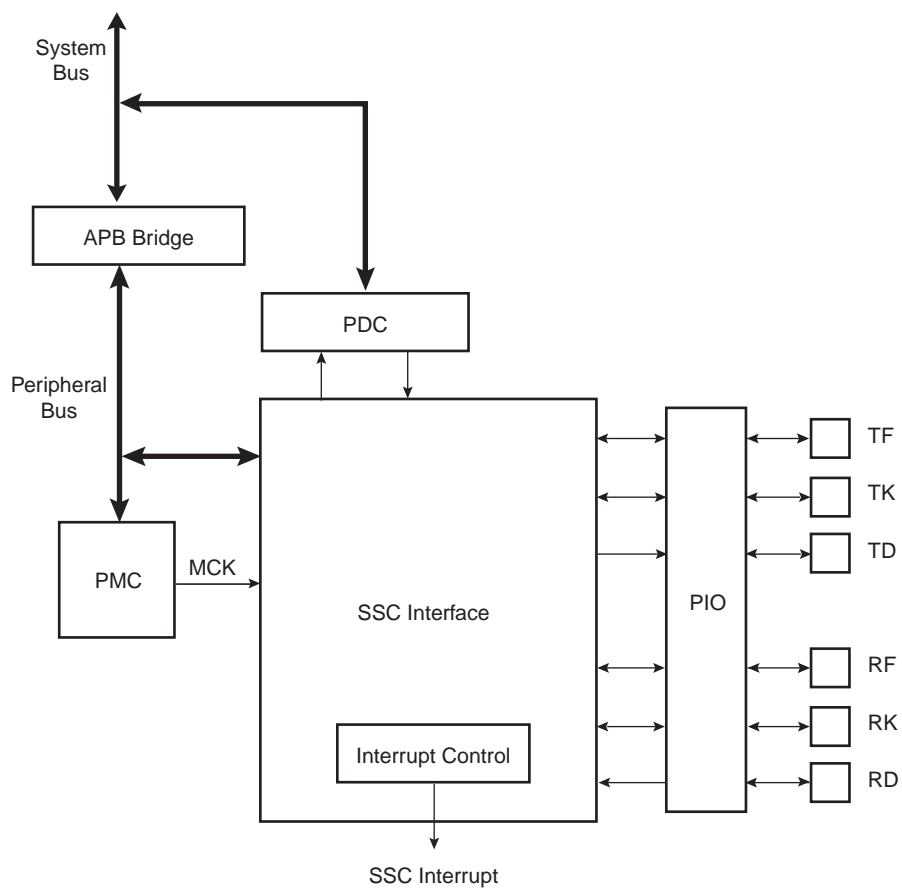 System
Bus
APB Bridge
PDC
Peripheral
Bus
TF
TK
PMC
MCK
TD
SSC Interface
PIO
RF
RK
Interrupt Control
RD
SSC Interrupt